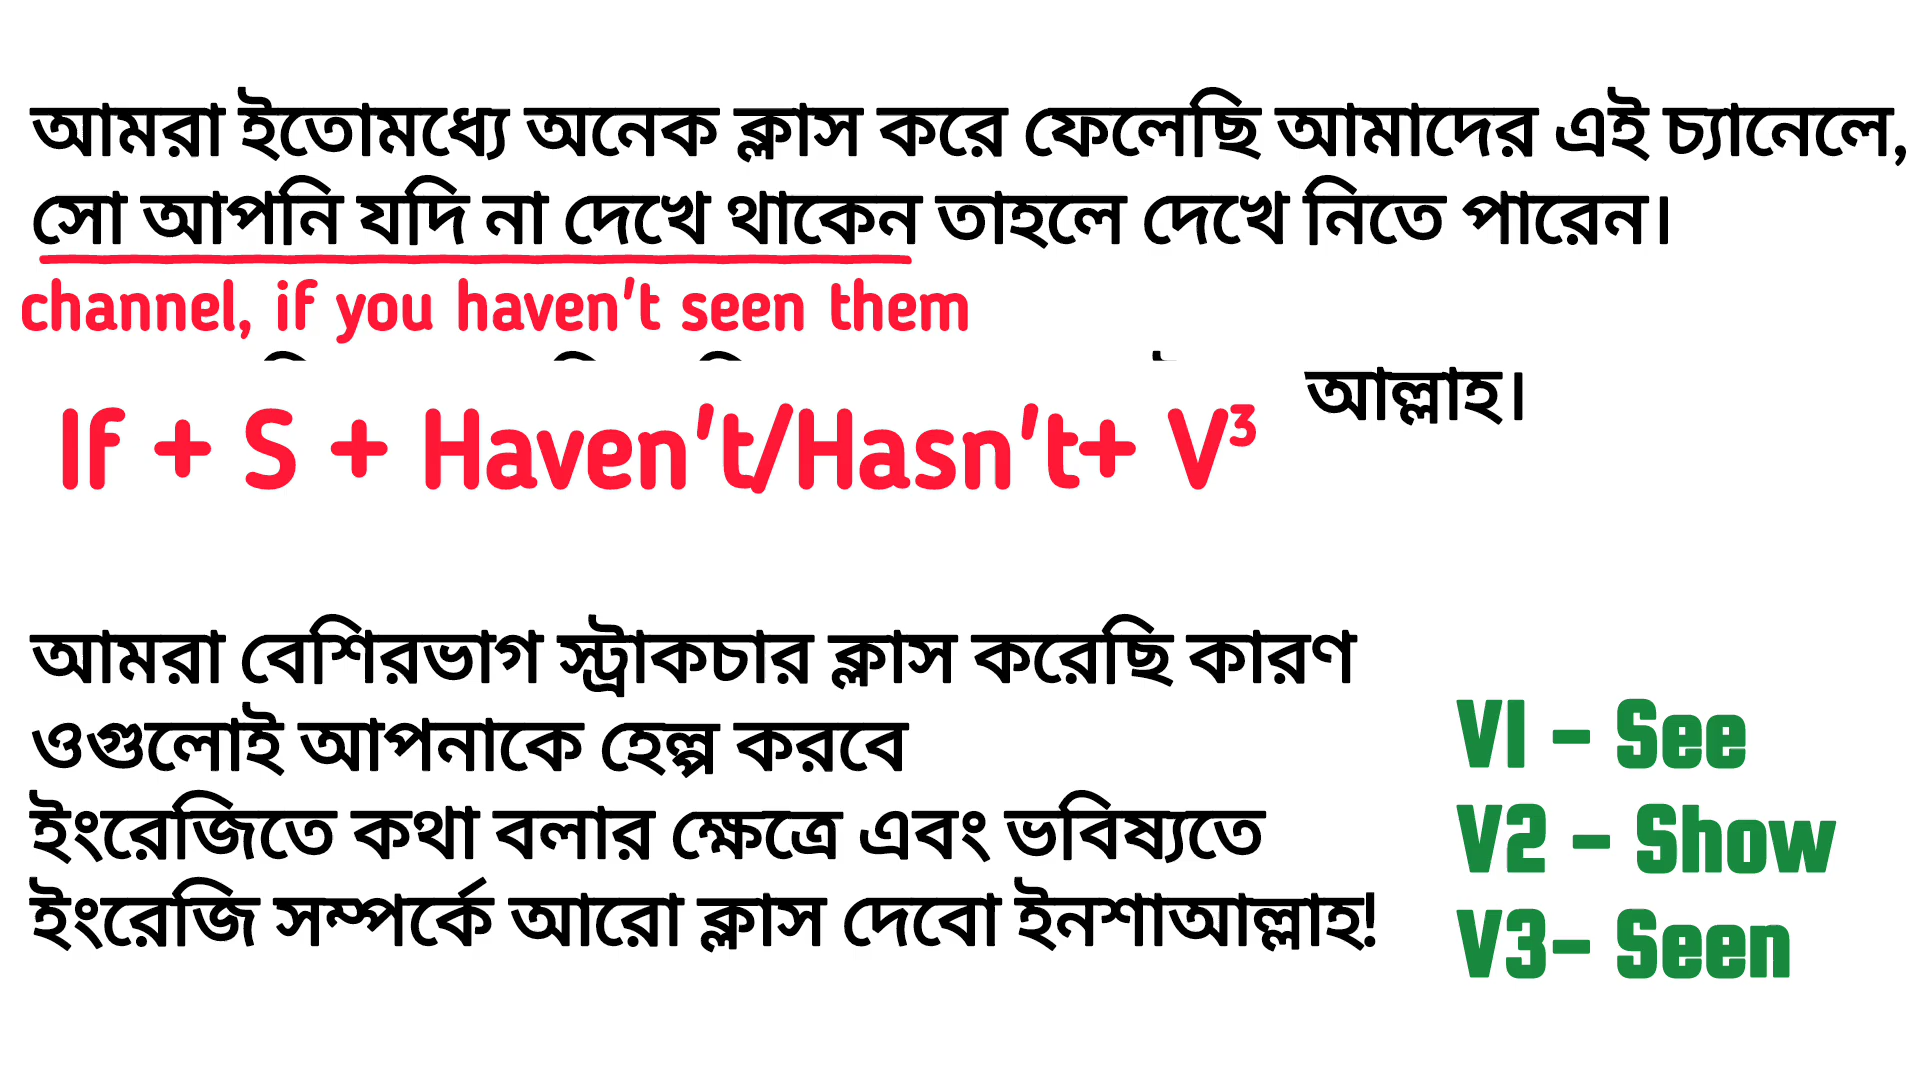 আমরা ইতোমধ্যে অনেক ক্লাস করে ফেলেছি আমাদের এই চ্যানেলে,
সো আপনি যদি না দেখে থাকেন তাহলে দেখে নিতে পারেন।
channel, if you haven't seen them
আল্লাহ।
If + S + Haven't/Hasn't+ V³
আমরা বেশিরভাগ স্ট্রাকচার ক্লাস করেছি কারণ
ওগুলোই আপনাকে হেল্প করবে
ইংরেজিতে কথা বলার ক্ষেত্রে এবং ভবিষ্যতে
ইংরেজি সম্পর্কে আরো ক্লাস দেবো ইনশাআল্লাহ!
V1 - See
V2 - Show
V3- Seen